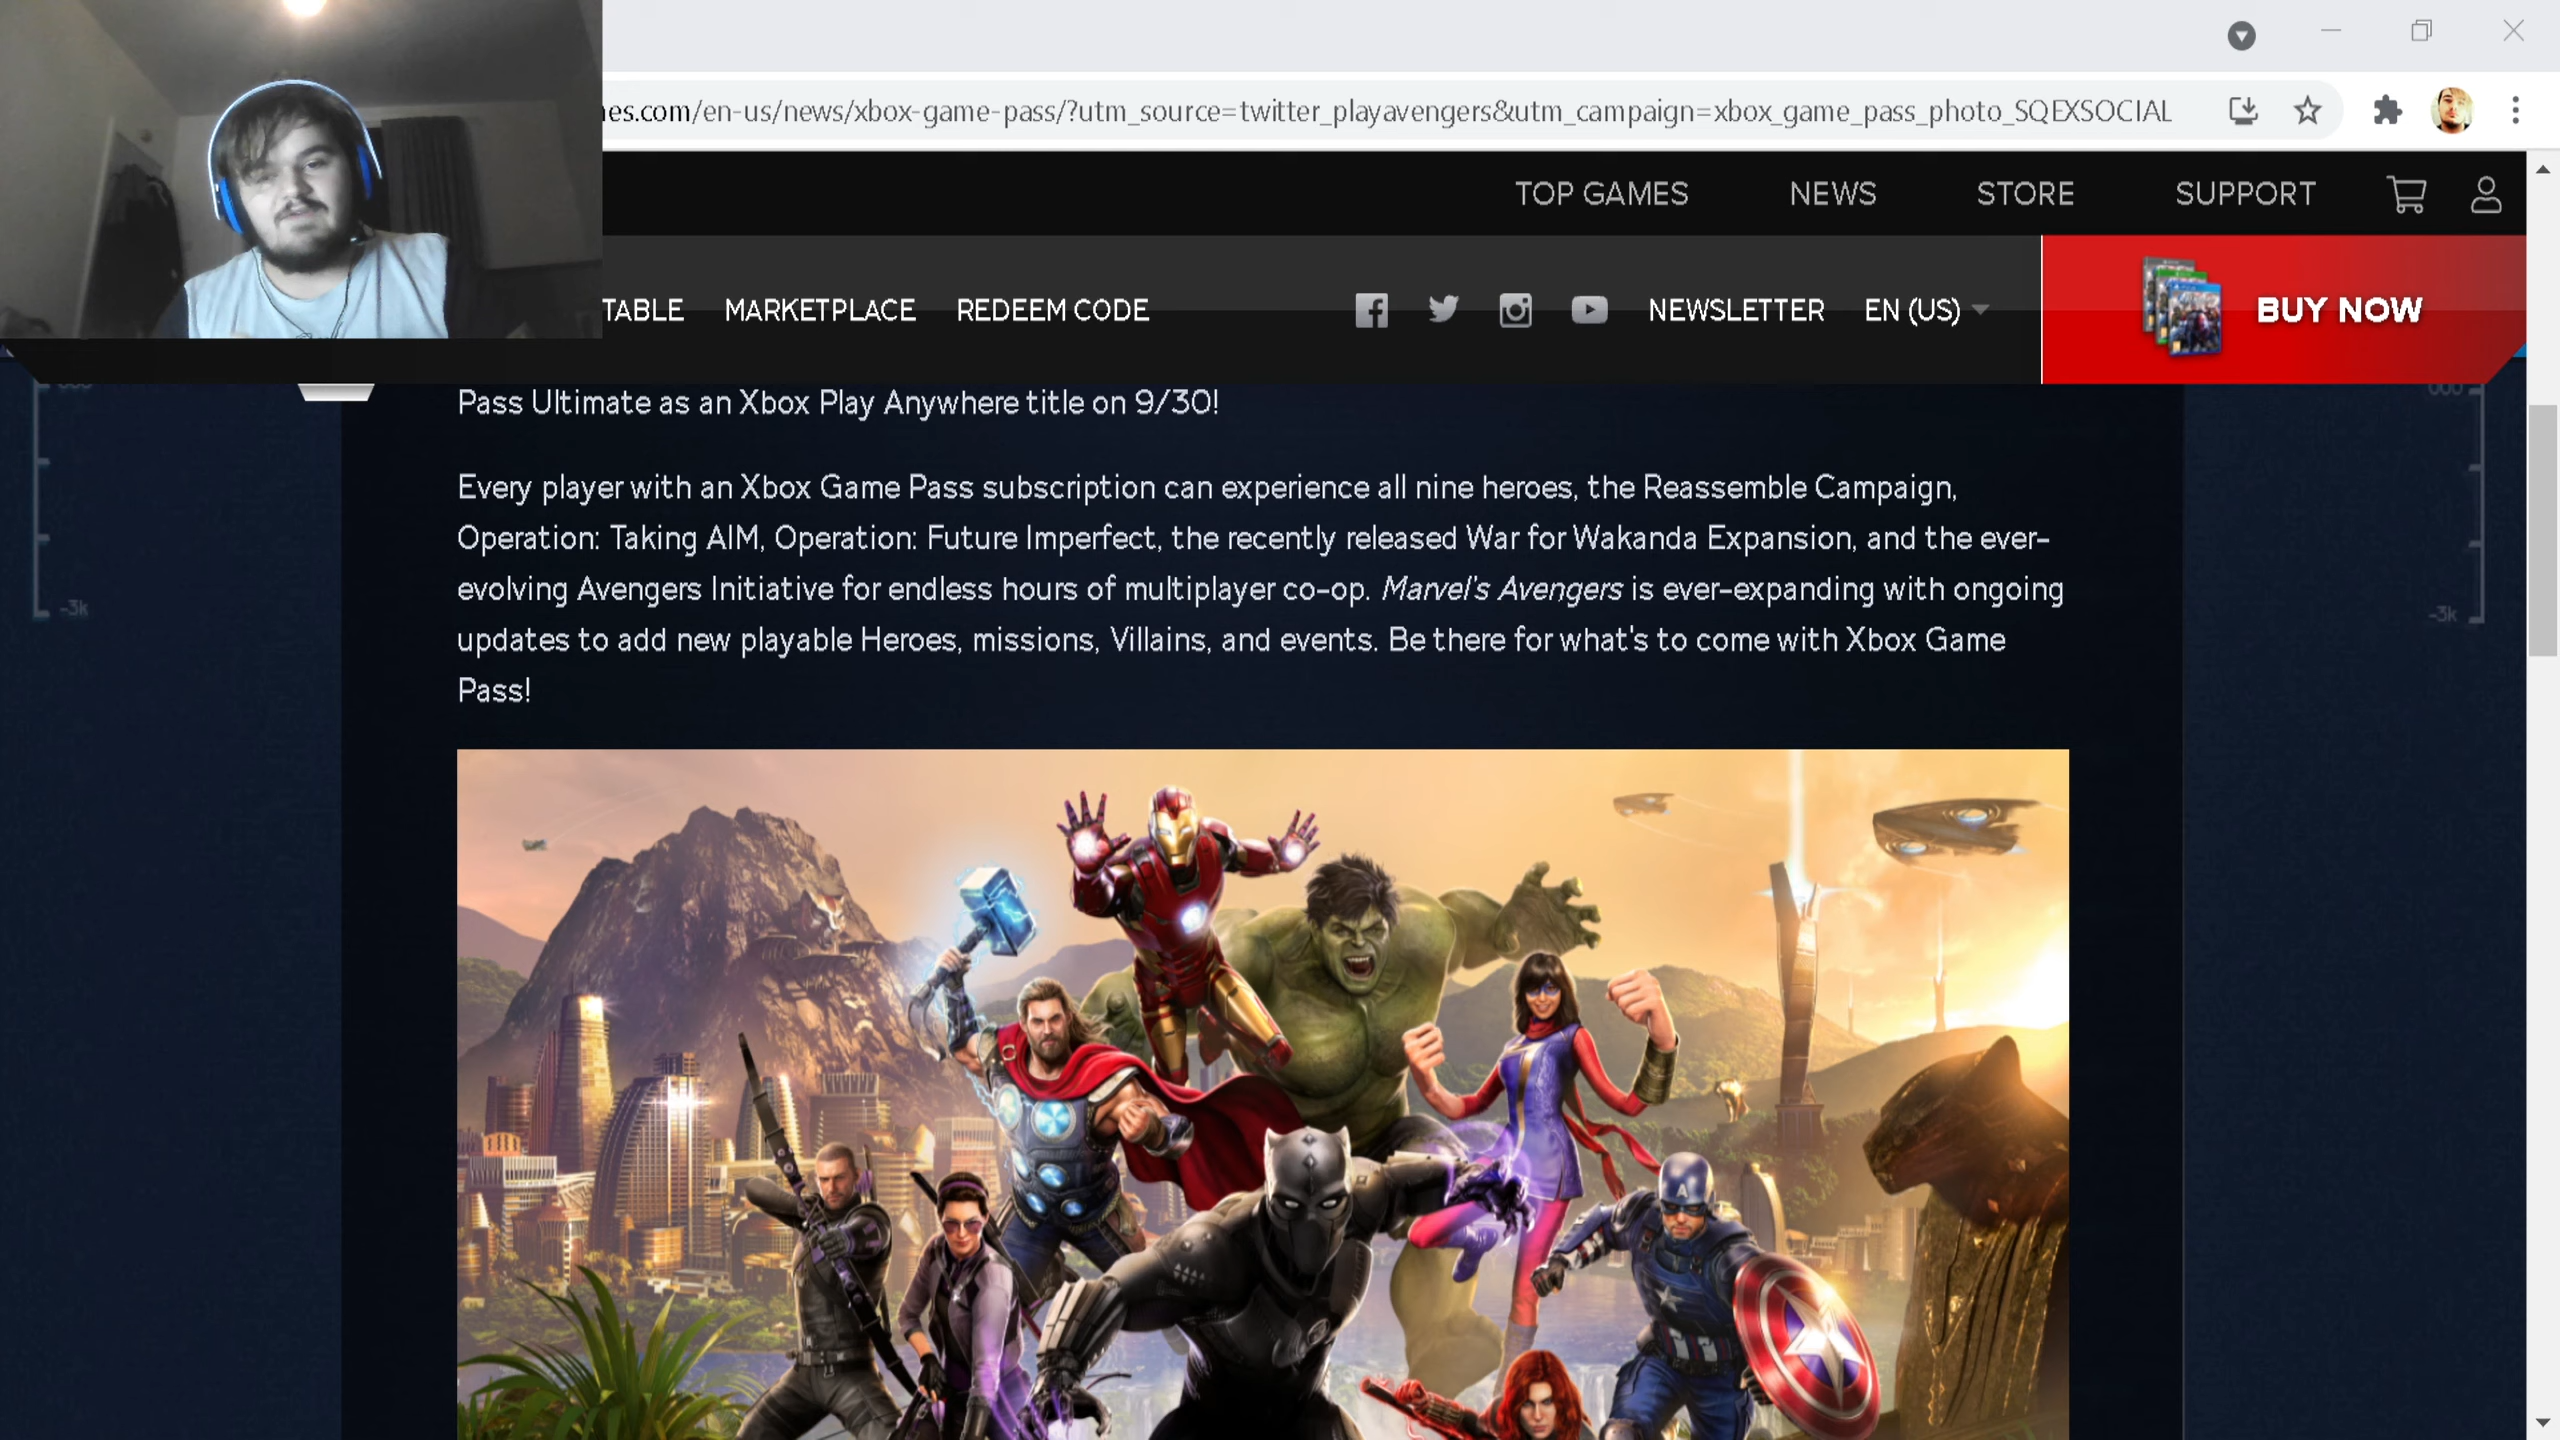 nes.com/en-us/news/xbox-game-pass/?utm_source=twitter_playavengers&utm_campaign=xbox_game_pass_photo_SQEXSOCIAL
TOP GAMES NEWS STORE SUPPORT
TABLE MARKETPLACE REDEEM CODE NEWSLETTER EN (US) BUY NOW
Pass Ultimate as an Xbox Play Anywhere title on 9/30!
Every player with an Xbox Game Pass subscription can experience all nine heroes, the Reassemble Campaign,
Operation: Taking AIM, Operation: Future Imperfect, the recently released War for Wakanda Expansion, and the ever-
evolving Avengers Initiative for endless hours of multiplayer co-op. Marvel's Avengers is ever-expanding with ongoing
updates to add new playable Heroes, missions, Villains, and events. Be there for what's to come with Xbox Game
Pass!
-3k -3k
A